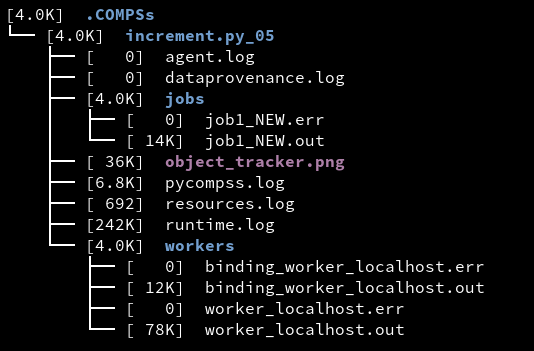 [4.0K]  .COMPSs
└── [4.0K]  increment.py_05
    ├── [   0]  agent.log
    ├── [   0]  dataprovenance.log
    ├── [4.0K]  jobs
    │   ├── [   0]  job1_NEW.err
    │   └── [ 14K]  job1_NEW.out
    ├── [ 36K]  object_tracker.png
    ├── [6.8K]  pycompss.log
    ├── [ 692]  resources.log
    ├── [242K]  runtime.log
    └── [4.0K]  workers
        ├── [   0]  binding_worker_localhost.err
        ├── [ 12K]  binding_worker_localhost.out
        ├── [   0]  worker_localhost.err
        └── [ 78K]  worker_localhost.out